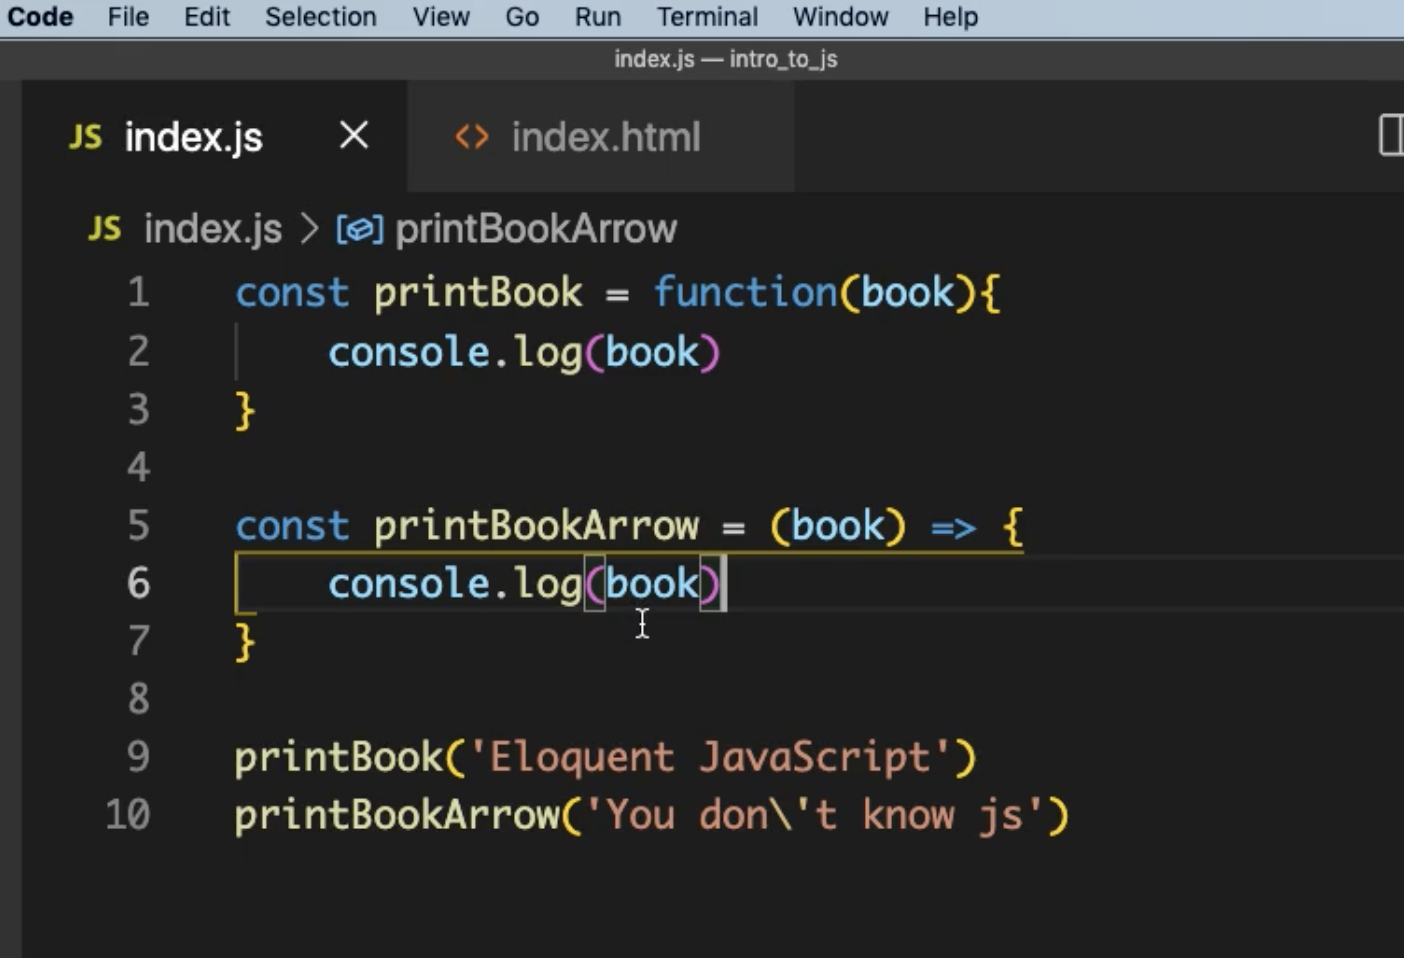 Code File Edit Selection View Go Run Terminal Window Help
index.js — intro_to_js
JS index.js <> index.html
JS index.js > printBookArrow
1 const printBook = function(book){
2     console.log(book)
3 }
4
5 const printBookArrow = (book) => {
6     console.log(book)
7 }
8
9 printBook('Eloquent JavaScript')
10 printBookArrow('You don\'t know js')